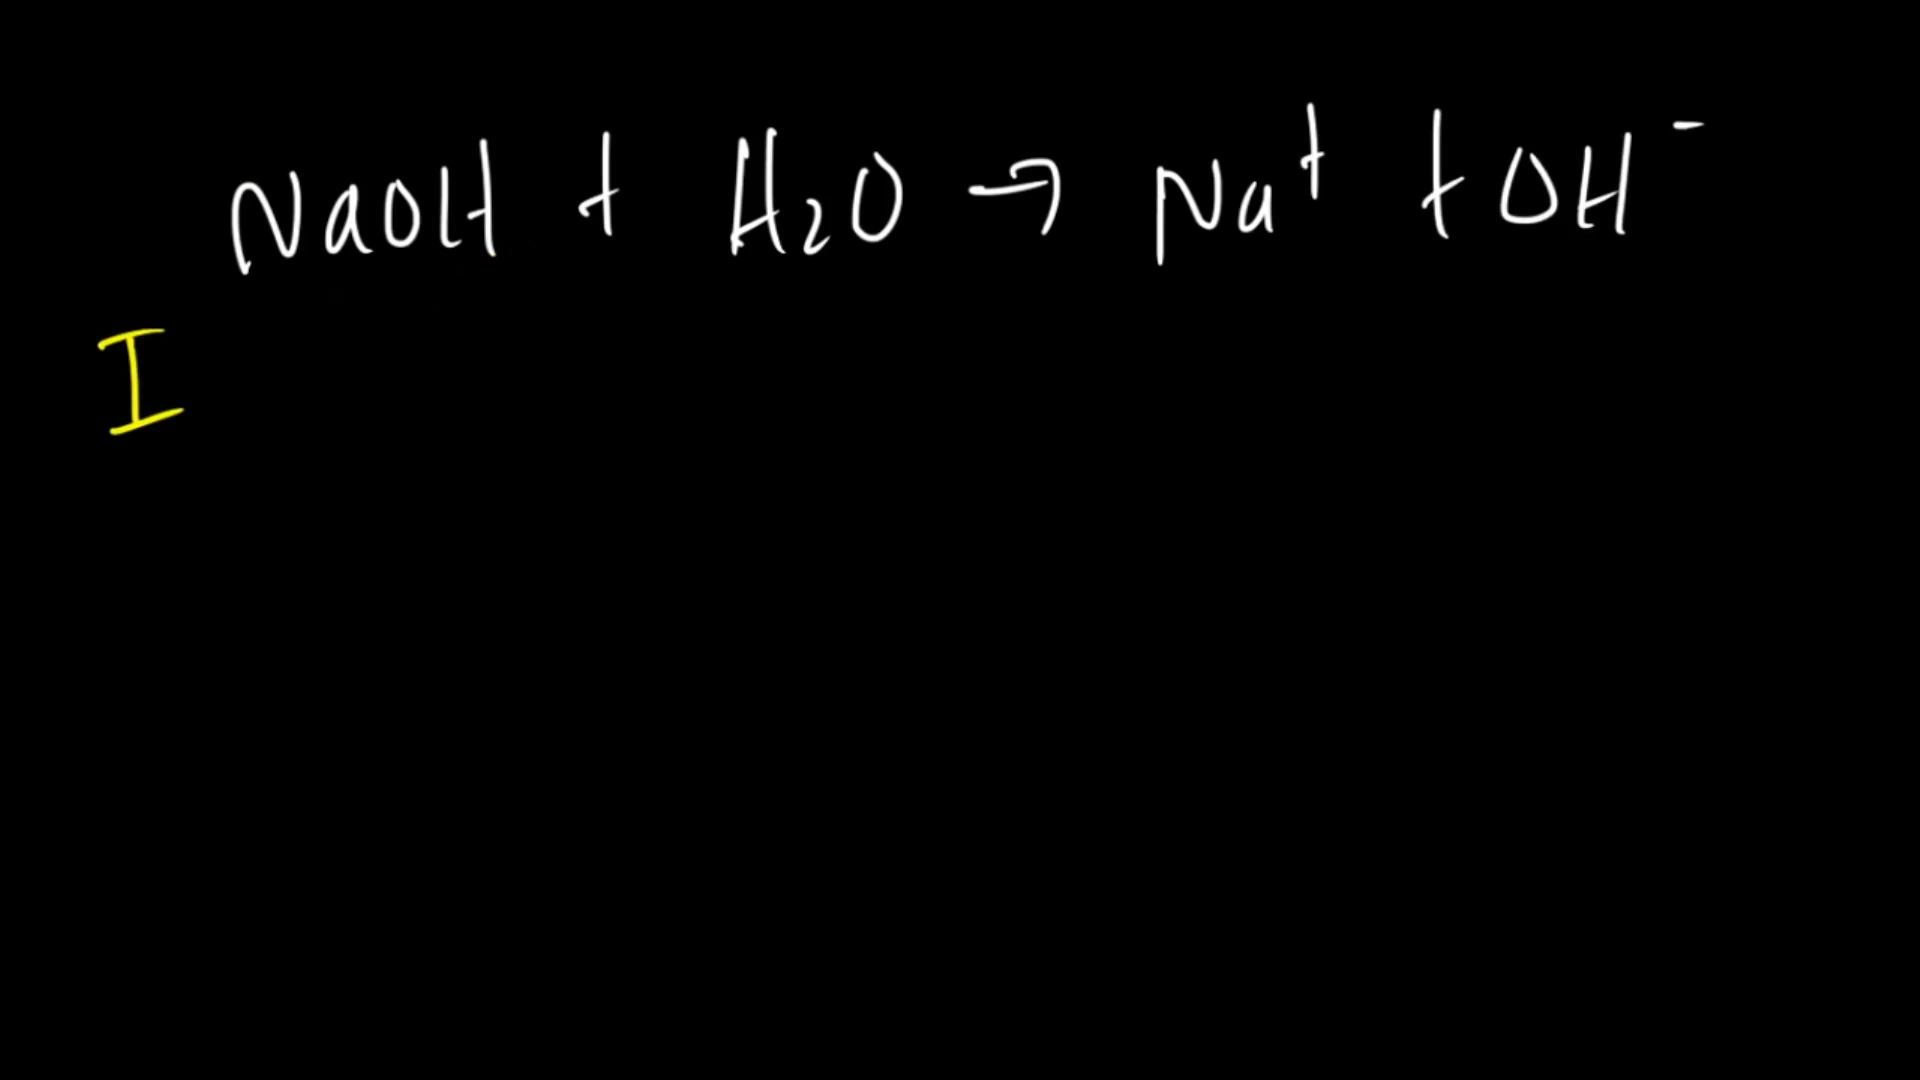 NaOH + H₂O → Na⁺ + OH⁻
I